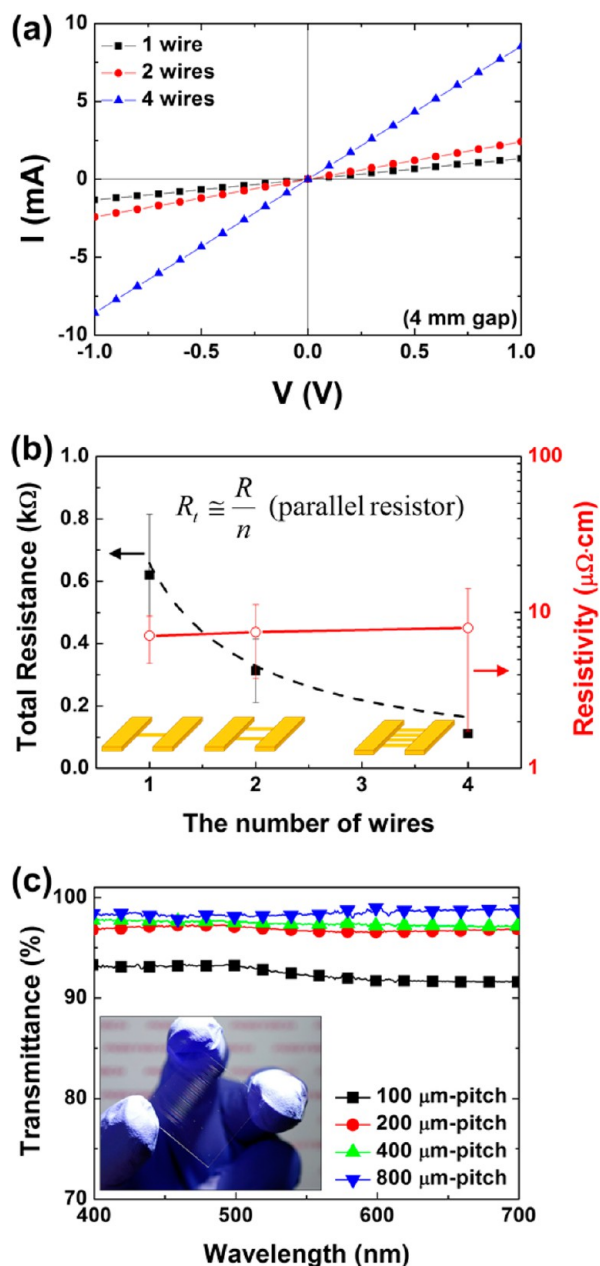 (a)
1 wire
2 wires
4 wires
10
5
0
-5
-10
I (mA)
(4 mm gap)
-1.0 -0.5 0.0 0.5 1.0
V (V)
(b)
1.0
0.8
0.6
0.4
0.2
0.0
Total Resistance (kΩ)
R_t ≅ R/n (parallel resistor)
100
10
1
Resistivity (μΩ·cm)
1 2 3 4
The number of wires
(c)
100
90
80
70
Transmittance (%)
100 μm-pitch
200 μm-pitch
400 μm-pitch
800 μm-pitch
400 500 600 700
Wavelength (nm)